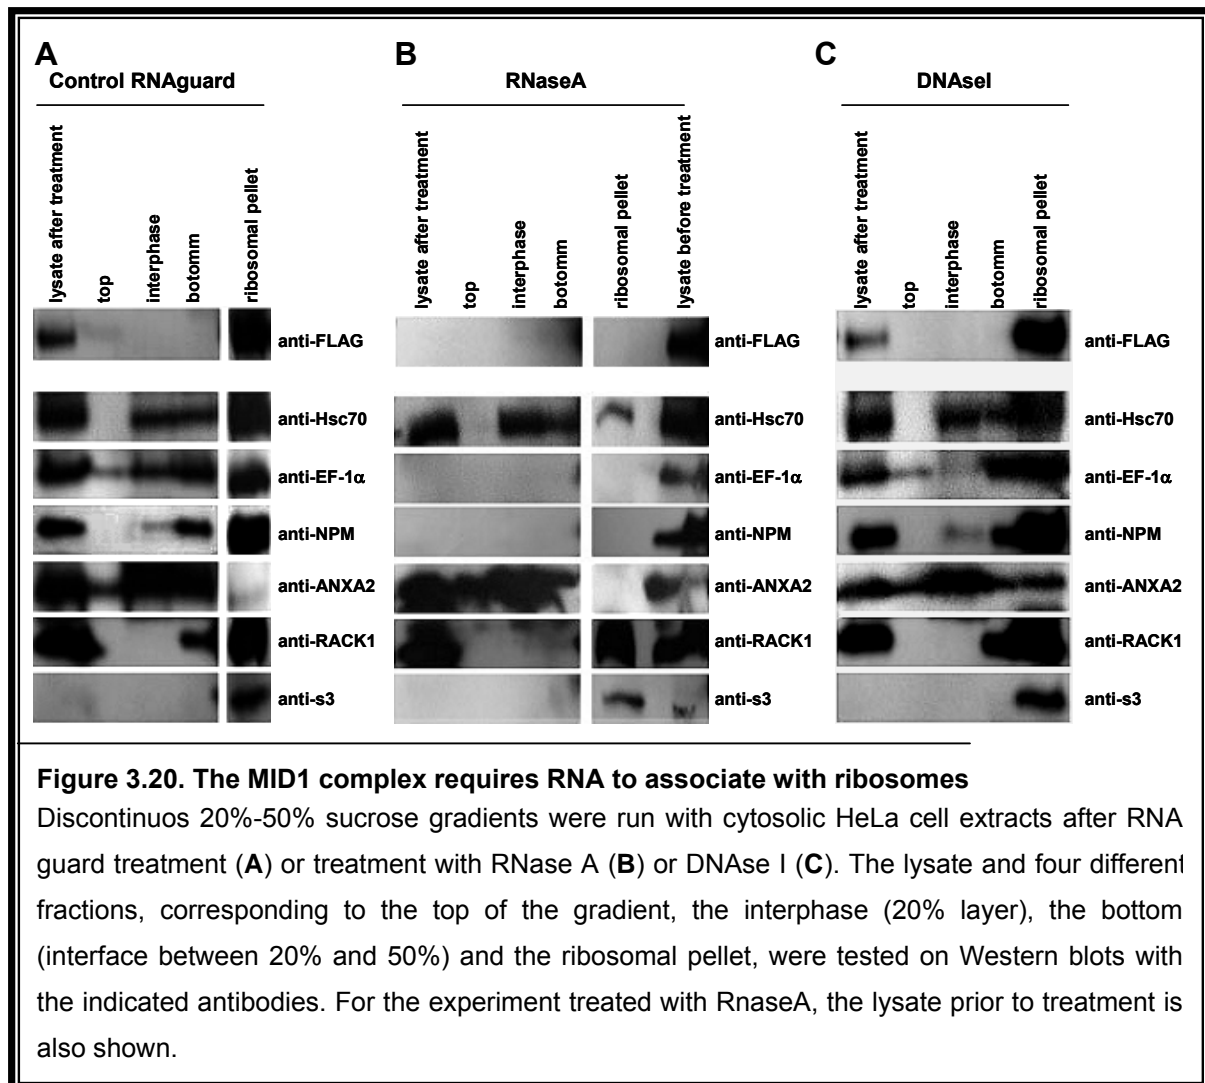 A
B
C
Control RNAguard
RNaseA
DNAseI
lysate after treatment
top
interphase
botomm
ribosomal pellet
lysate after treatment
top
interphase
botomm
ribosomal pellet
lysate before treatment
lysate after treatment
top
interphase
botomm
ribosomal pellet
anti-FLAG
anti-FLAG
anti-FLAG
anti-Hsc70
anti-Hsc70
anti-Hsc70
anti-EF-1α
anti-EF-1α
anti-EF-1α
anti-NPM
anti-NPM
anti-NPM
anti-ANXA2
anti-ANXA2
anti-ANXA2
anti-RACK1
anti-RACK1
anti-RACK1
anti-s3
anti-s3
anti-s3
Figure 3.20. The MID1 complex requires RNA to associate with ribosomes
Discontinuos 20%-50% sucrose gradients were run with cytosolic HeLa cell extracts after RNA
guard treatment (A) or treatment with RNase A (B) or DNAse I (C). The lysate and four different
fractions, corresponding to the top of the gradient, the interphase (20% layer), the bottom
(interface between 20% and 50%) and the ribosomal pellet, were tested on Western blots with
the indicated antibodies. For the experiment treated with RnaseA, the lysate prior to treatment is
also shown.